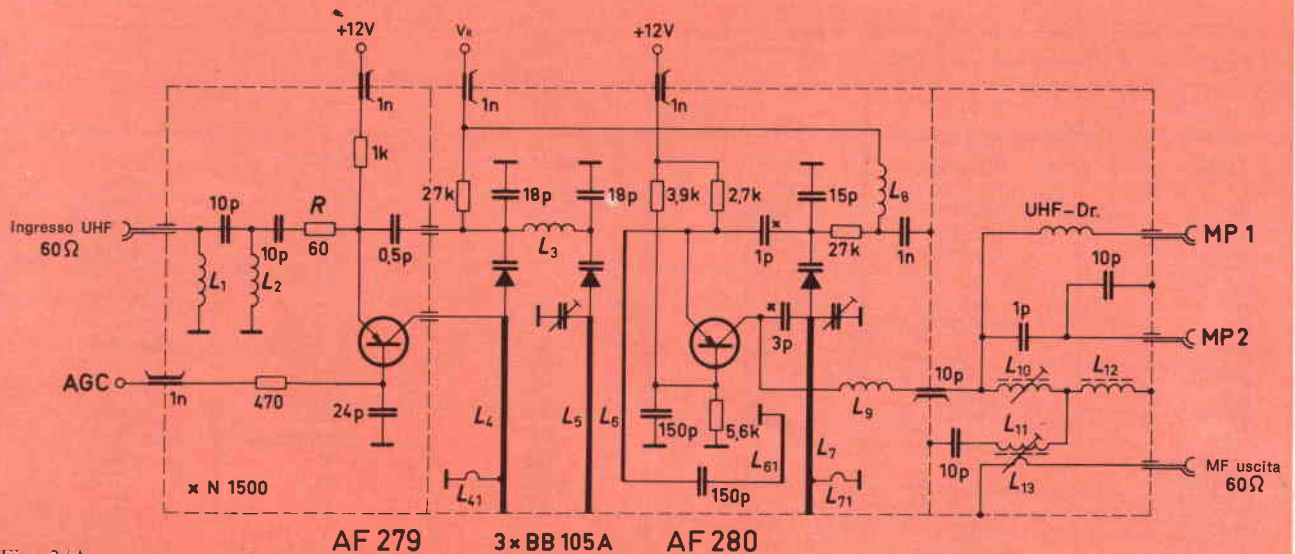 +12V
V_R
+12V
1n
1n
1n
1k
10p
R
60
10p
0,5p
27k
18p
18p
L3
3,9k
2,7k
1p
×
15p
27k
L8
1n
Ingresso UHF
60Ω
L1
L2
UHF-Dr.
MP 1
10p
1p
MP 2
×
3p
10p
L10
L12
L9
AGC
1n
470
24p
L4
L5
L6
150p
5,6k
L61
L7
L11
10p
L13
MF uscita
60Ω
× N 1500
L41
150p
L71
AF 279
3 × BB 105 A
AF 280